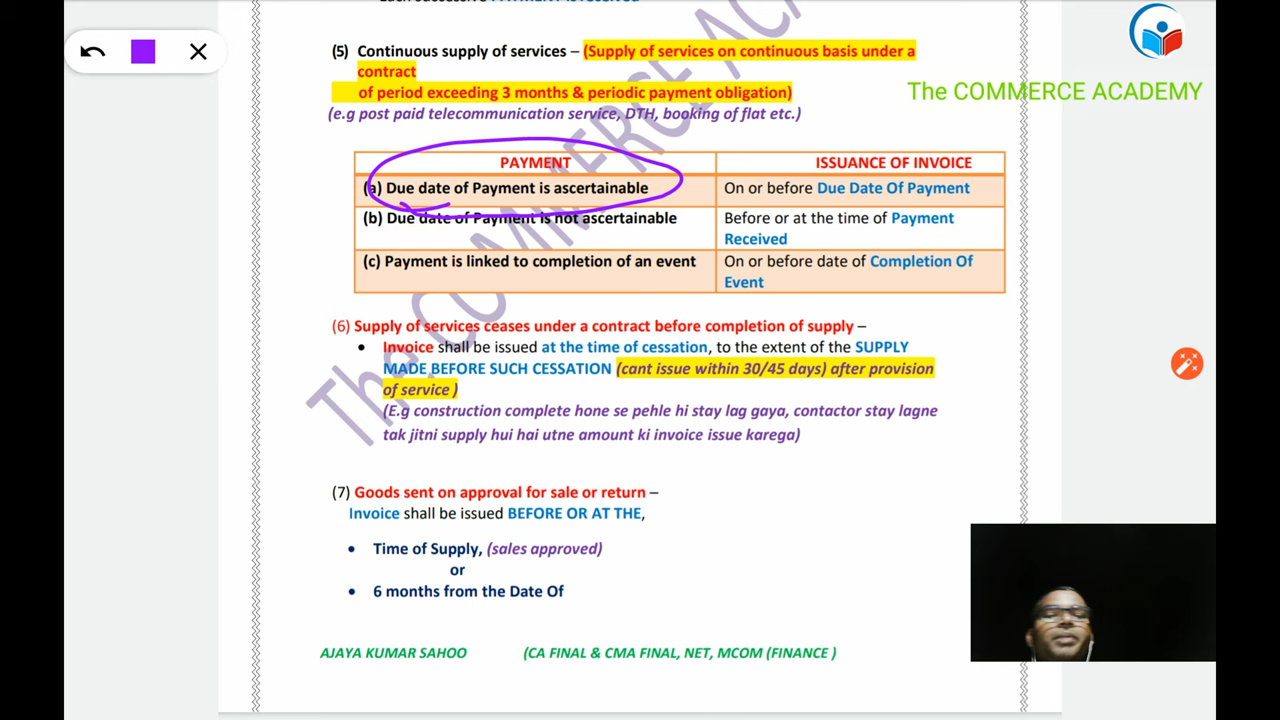 (5) Continuous supply of services – (Supply of services on continuous basis under a
contract
of period exceeding 3 months & periodic payment obligation)
(e.g post paid telecommunication service, DTH, booking of flat etc.)
The COMMERCE ACADEMY
PAYMENT ISSUANCE OF INVOICE
(a) Due date of Payment is ascertainable On or before Due Date Of Payment
(b) Due date of Payment is not ascertainable Before or at the time of Payment
Received
(c) Payment is linked to completion of an event On or before date of Completion Of
Event
(6) Supply of services ceases under a contract before completion of supply –
• Invoice shall be issued at the time of cessation, to the extent of the SUPPLY
MADE BEFORE SUCH CESSATION (cant issue within 30/45 days) after provision
of service )
(E.g construction complete hone se pehle hi stay lag gaya, contactor stay lagne
tak jitni supply hui hai utne amount ki invoice issue karega)
(7) Goods sent on approval for sale or return –
Invoice shall be issued BEFORE OR AT THE,
• Time of Supply, (sales approved)
or
• 6 months from the Date Of
AJAYA KUMAR SAHOO (CA FINAL & CMA FINAL, NET, MCOM (FINANCE )
The COMMERCE AC